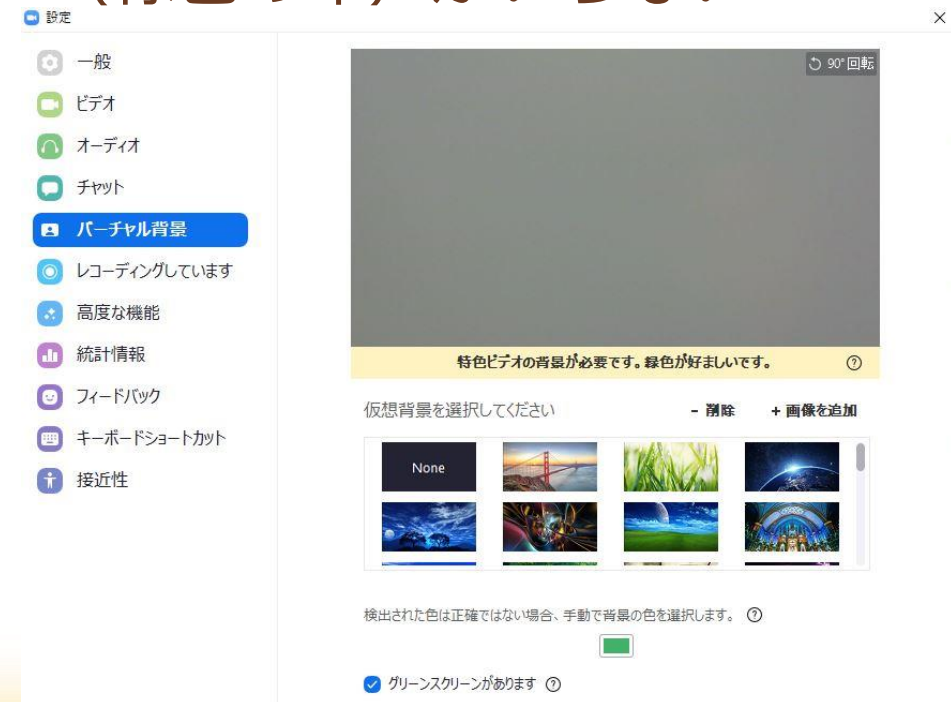 設定
90°回転
一般
ビデオ
オーディオ
チャット
バーチャル背景
レコーディングしています
高度な機能
統計情報
フィードバック
キーボードショートカット
接近性
特色ビデオの背景が必要です。緑色が好ましいです。
仮想背景を選択してください - 削除 + 画像を追加
None
検出された色は正確ではない場合、手動で背景の色を選択します。
グリーンスクリーンがあります